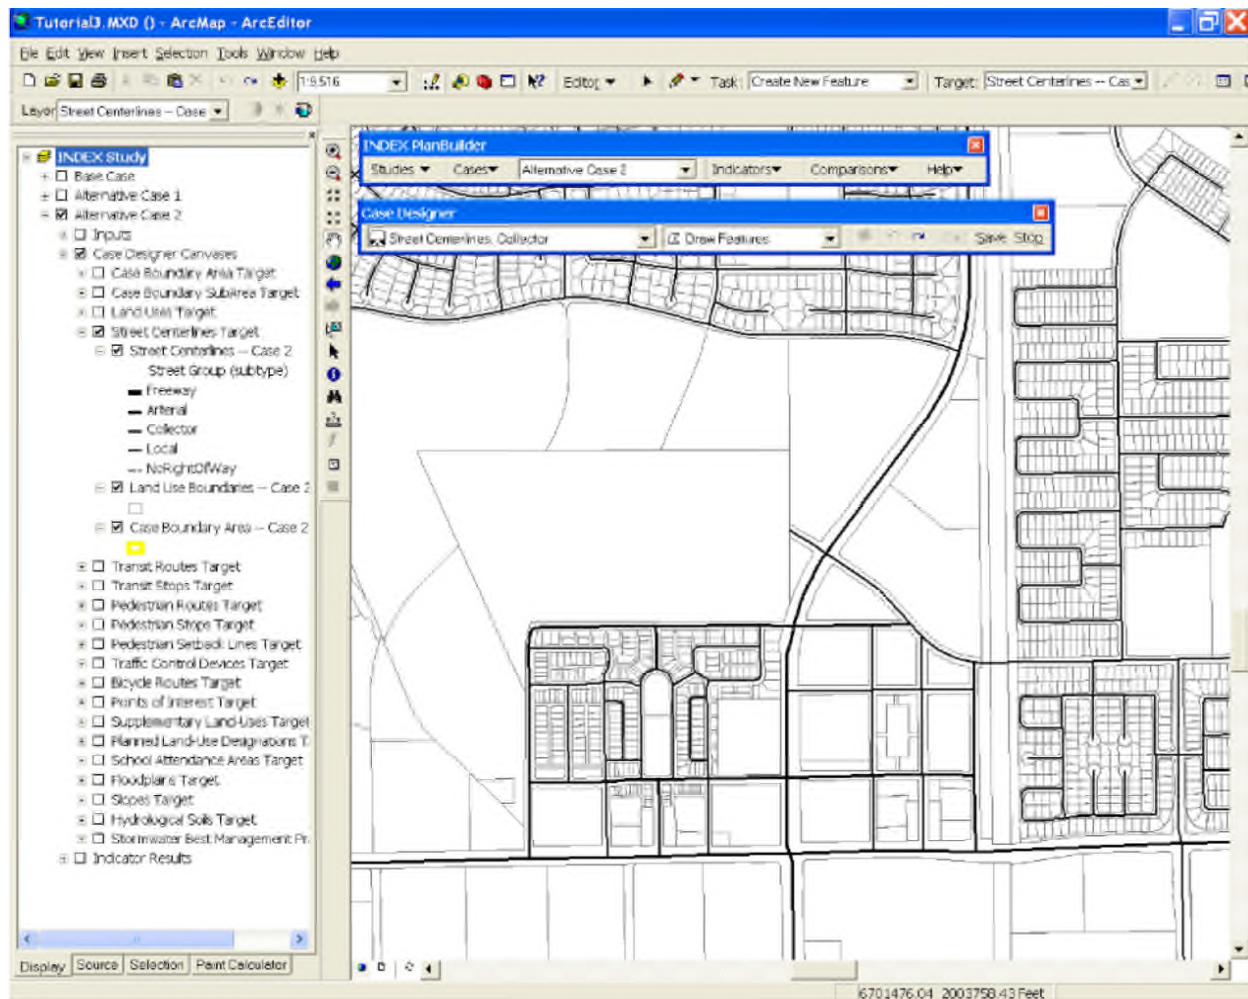 Tutorial3.MXD () - ArcMap - ArcEditor
File Edit View Insert Selection Tools Window Help
1:9,516 Editor Task: Create New Feature Target: Street Centerlines -- Cas
Layer Street Centerlines -- Case
INDEX Study
Base Case
Alternative Case 1
Alternative Case 2
Inputs
Case Designer Canvases
Case Boundary Area Target
Case Boundary SubArea Target
Land Uses Target
Street Centerlines Target
Street Centerlines -- Case 2
Street Group (subtype)
Freeway
Arterial
Collector
Local
NoRightOfWay
Land Use Boundaries -- Case 2
Case Boundary Area -- Case 2
Transit Routes Target
Transit Stops Target
Pedestrian Routes Target
Pedestrian Stops Target
Pedestrian Setback Lines Target
Traffic Control Devices Target
Bicycle Routes Target
Points of Interest Target
Supplementary Land-Uses Target
Planned Land-Use Designations T
School Attendance Areas Target
Floodplains Target
Slopes Target
Hydrological Soils Target
Stormwater Best Management Pr
Indicator Results
Display Source Selection Paint Calculator
INDEX PlanBuilder
Studies Cases Alternative Case 2 Indicators Comparisons Help
Case Designer
Street Centerlines, Collector Draw Features Save Stop
6701476.04 2003758.43 Feet